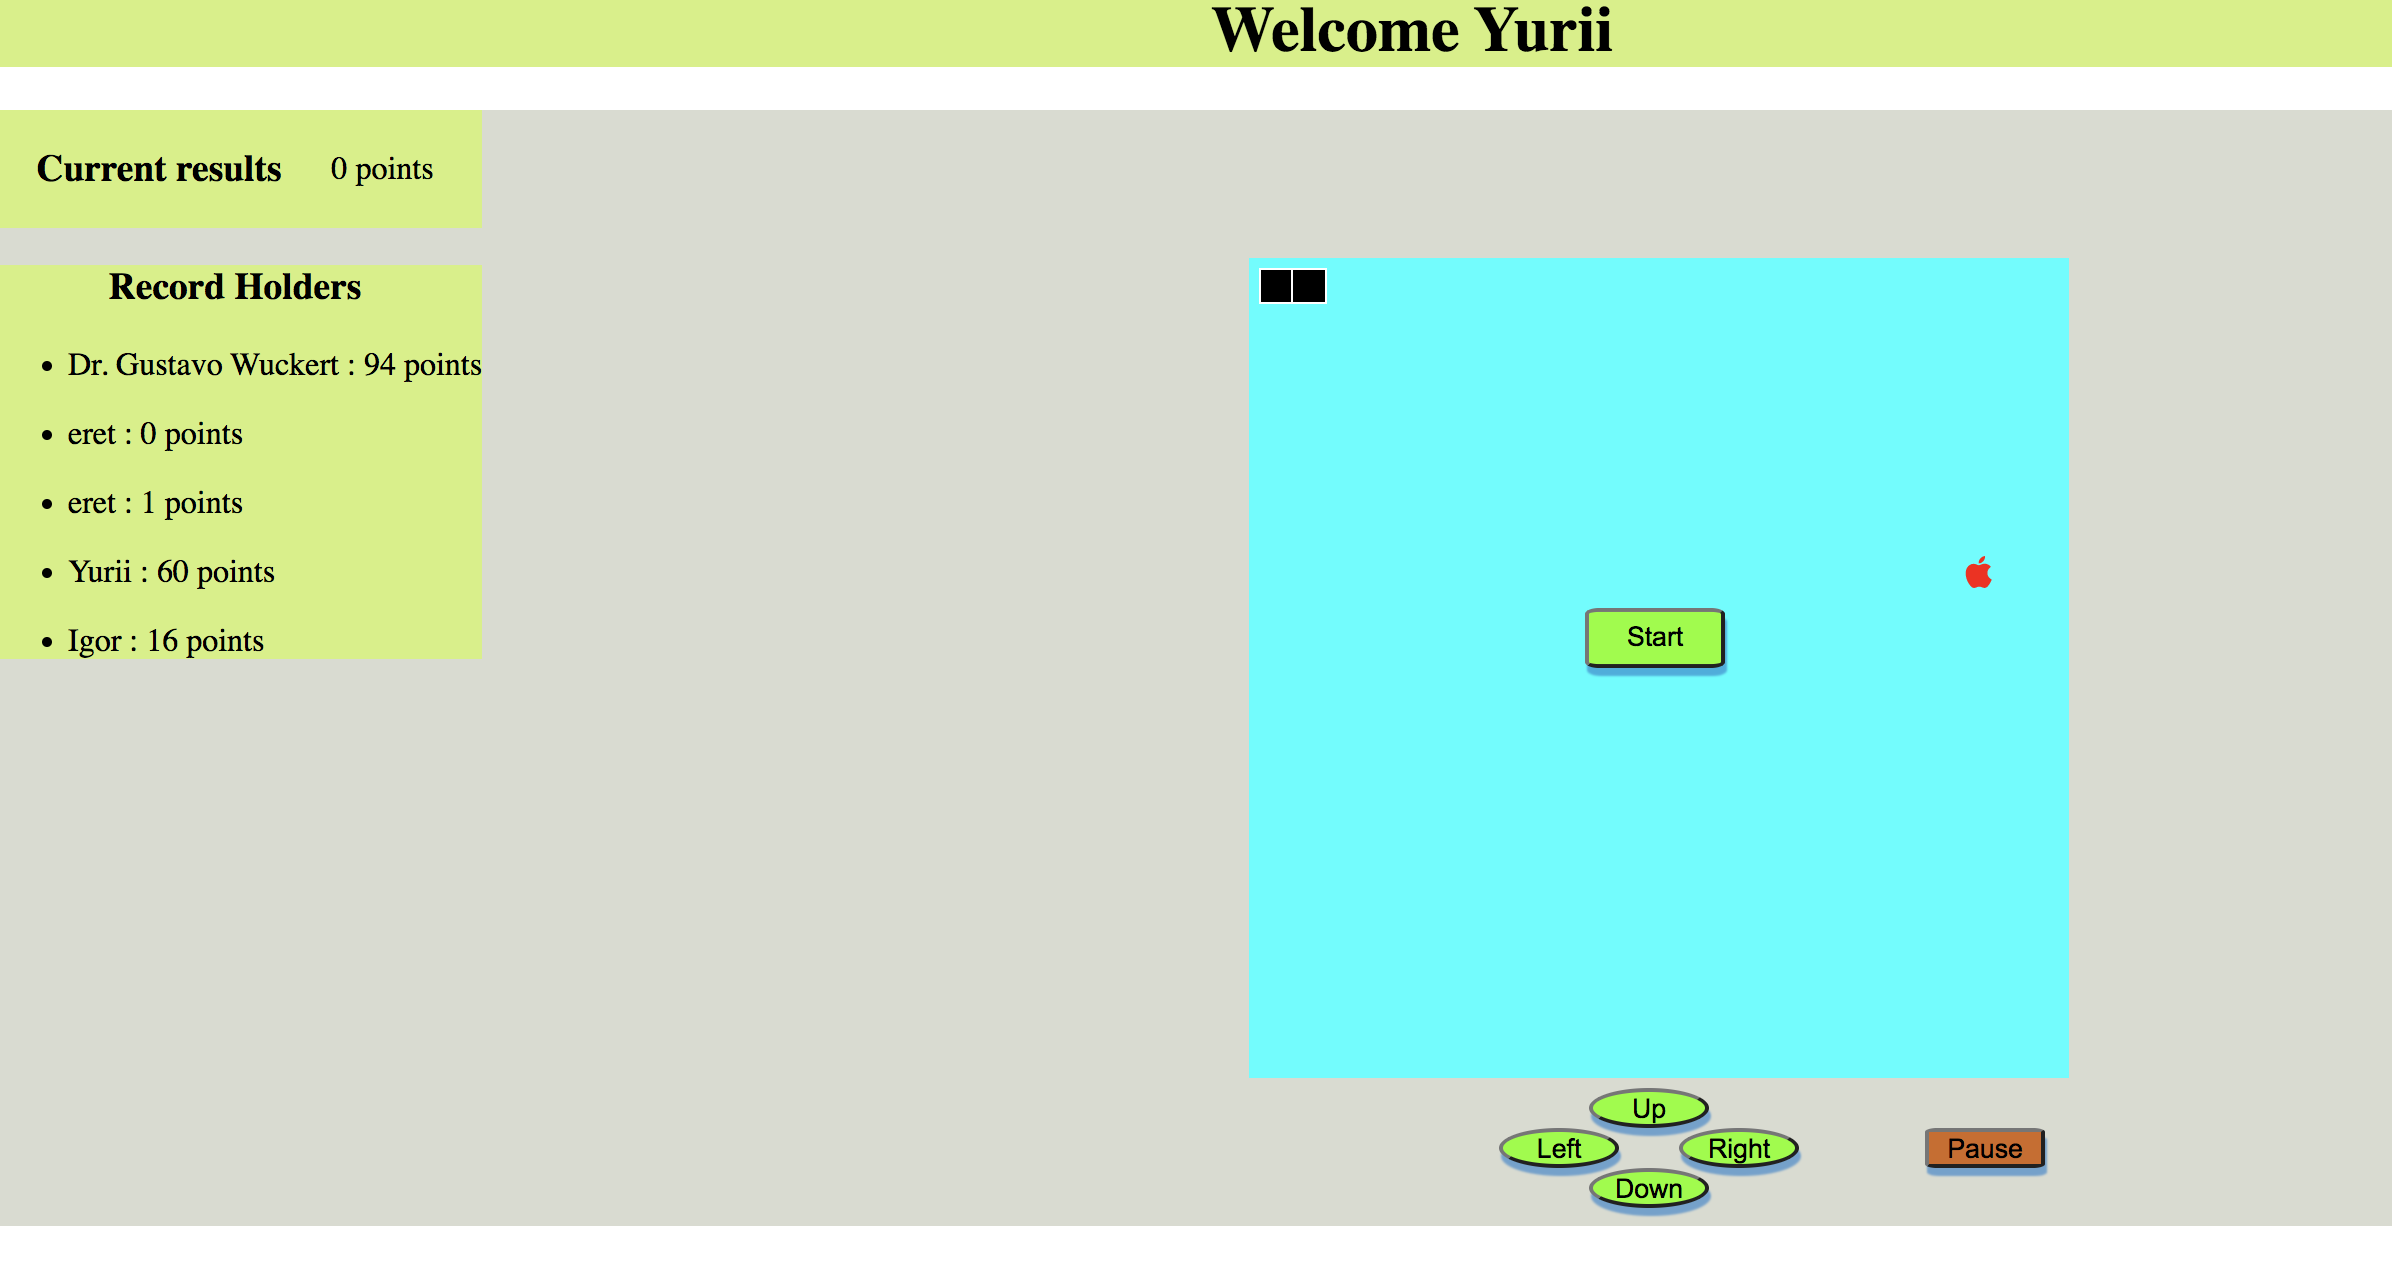 Welcome Yurii
Current results 0 points
Record Holders
Dr. Gustavo Wuckert : 94 points
eret : 0 points
eret : 1 points
Yurii : 60 points
Igor : 16 points
Start
Up
Left Right Pause
Down